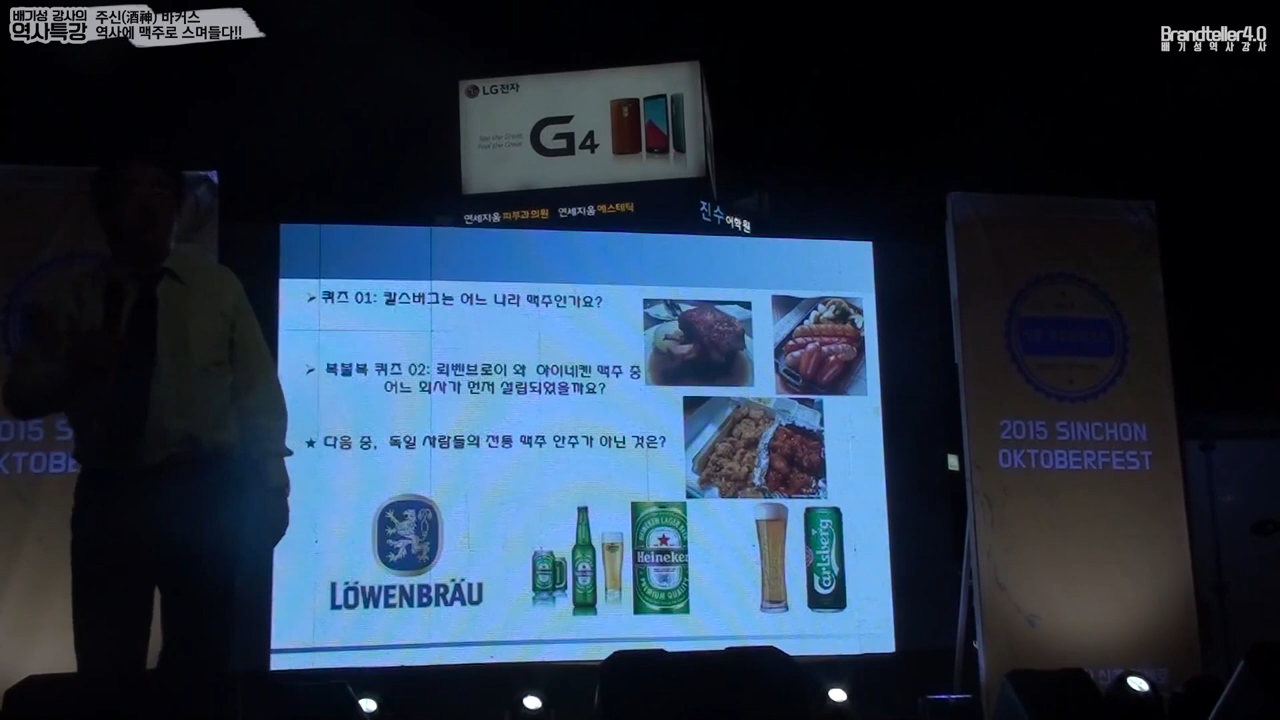 배기성 강사의
역사특강
주신(酒神) 바커스
역사에 맥주로 스며들다!!
Brandteller4.0
배기성역사강사
LG전자
G4
연세지움피부과의원 연세지움에스테틱
진수어학원
➢ 퀴즈 01: 칼스버그는 어느 나라 맥주인가요?
➢ 복불복 퀴즈 02: 뢰벤브로이 와 하이네켄 맥주 중
어느 회사가 먼저 설립되었을까요?
★ 다음 중, 독일 사람들의 전통 맥주 안주가 아닌 것은?
LÖWENBRÄU
Heineken
Carlsberg
015 S
KTOBE
2015 SINCHON
OKTOBERFEST